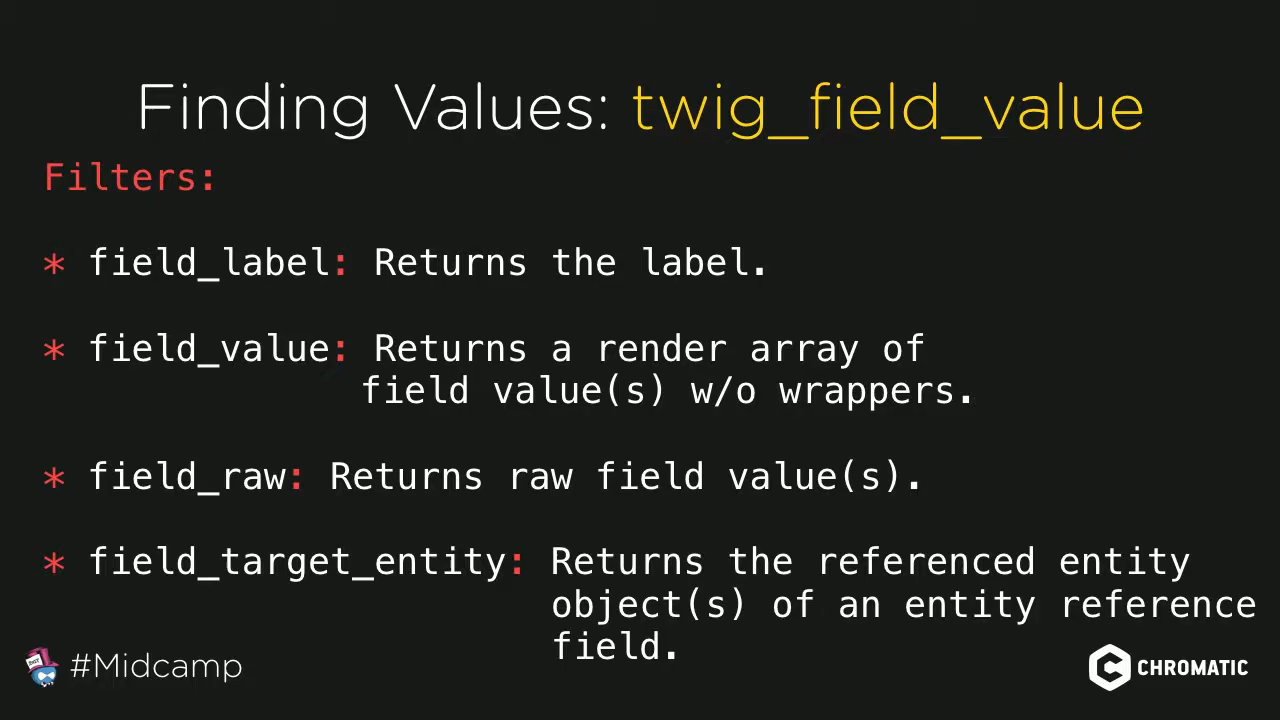 Finding Values: twig_field_value
Filters:
* field_label: Returns the label.
* field_value: Returns a render array of
field value(s) w/o wrappers.
* field_raw: Returns raw field value(s).
* field_target_entity: Returns the referenced entity
object(s) of an entity reference
field.
#Midcamp
CHROMATIC